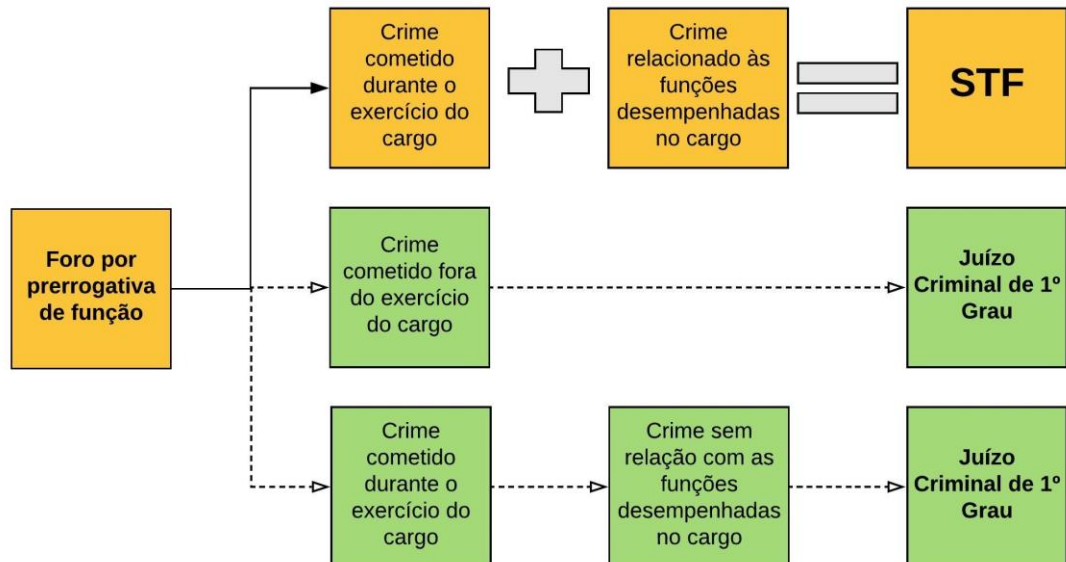 Crime
cometido
durante o
exercício do
cargo
Crime
relacionado às
funções
desempenhadas
no cargo
STF
Foro por
prerrogativa
de função
Crime
cometido fora
do exercício
do cargo
Juízo
Criminal de 1º
Grau
Crime
cometido
durante o
exercício do
cargo
Crime sem
relação com as
funções
desempenhadas
no cargo
Juízo
Criminal de 1º
Grau